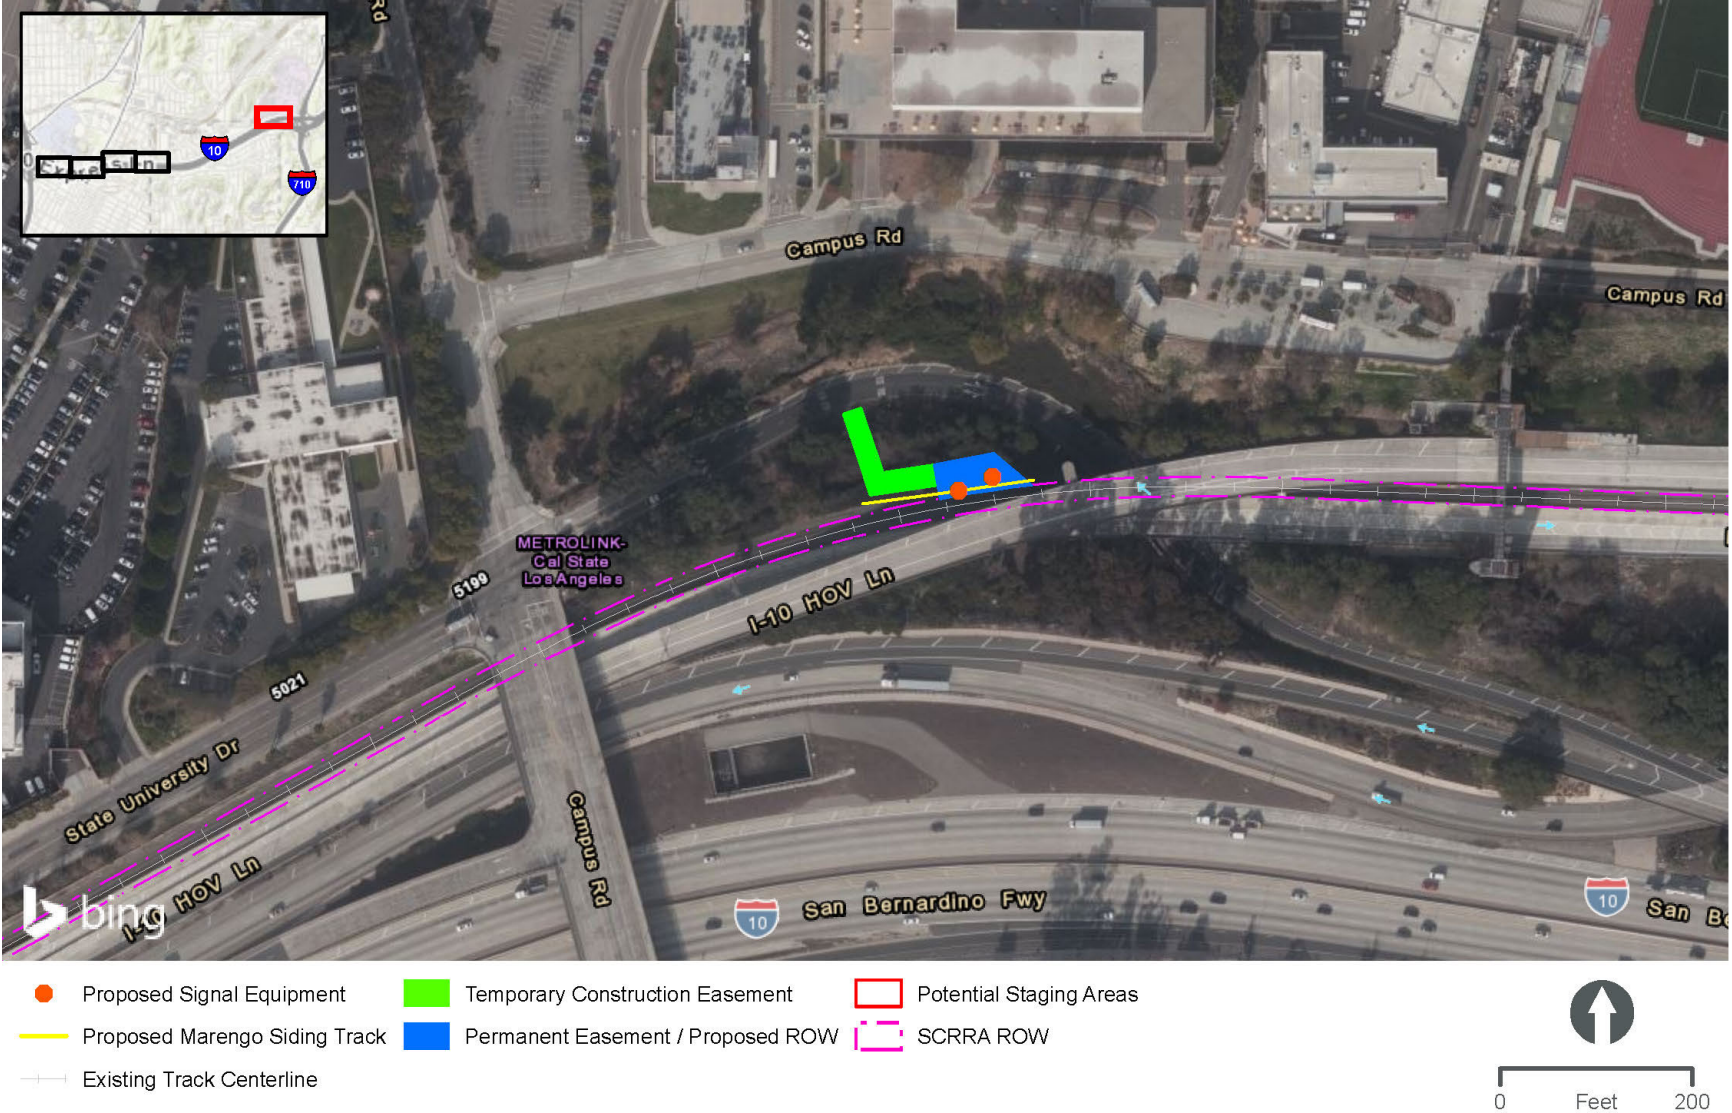 Rd
10
710
Campus Rd
Campus Rd
METROLINK-
Cal State
Los Angeles
5199
I-10 HOV Ln
5021
State University Dr
Campus Rd
I-10 HOV Ln
bing
10
San Bernardino Fwy
10
San Be
Proposed Signal Equipment
Temporary Construction Easement
Potential Staging Areas
Proposed Marengo Siding Track
Permanent Easement / Proposed ROW
SCRRA ROW
Existing Track Centerline
0
Feet
200